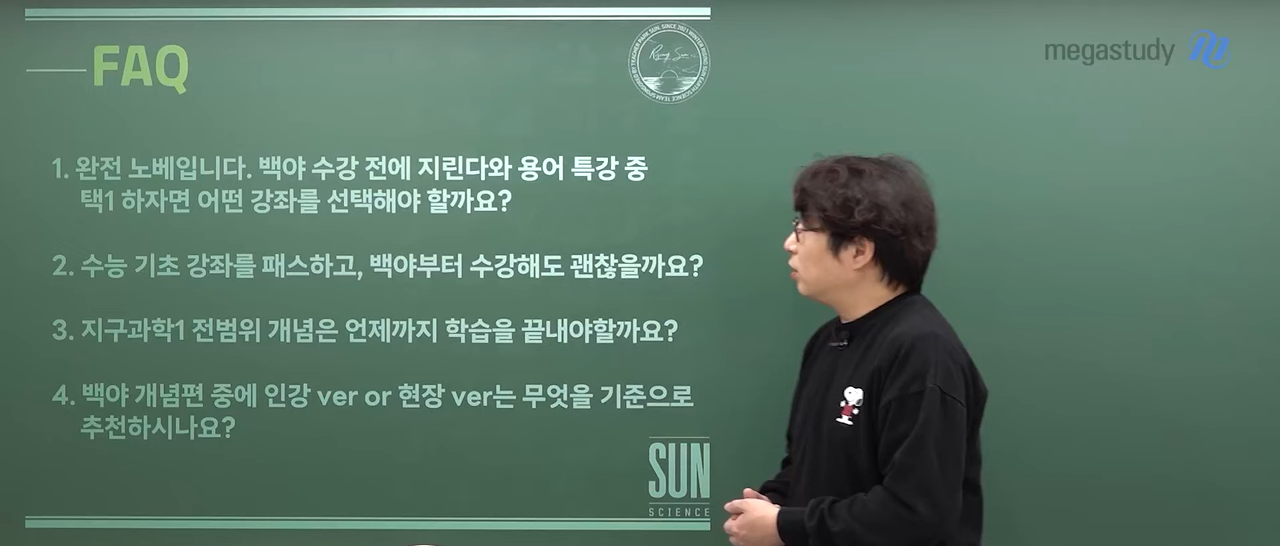 FAQ
megastudy
1. 완전 노베입니다. 백야 수강 전에 지린다와 용어 특강 중
택1 하자면 어떤 강좌를 선택해야 할까요?
2. 수능 기초 강좌를 패스하고, 백야부터 수강해도 괜찮을까요?
3. 지구과학1 전범위 개념은 언제까지 학습을 끝내야할까요?
4. 백야 개념편 중에 인강 ver or 현장 ver는 무엇을 기준으로
추천하시나요?
SUN
SCIENCE